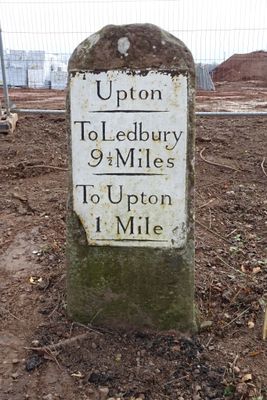 Upton
To Ledbury
9½ Miles
To Upton
1 Mile